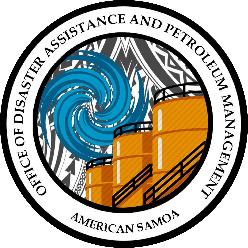 OFFICE OF DISASTER ASSISTANCE AND PETROLEUM MANAGEMENT
AMERICAN SAMOA